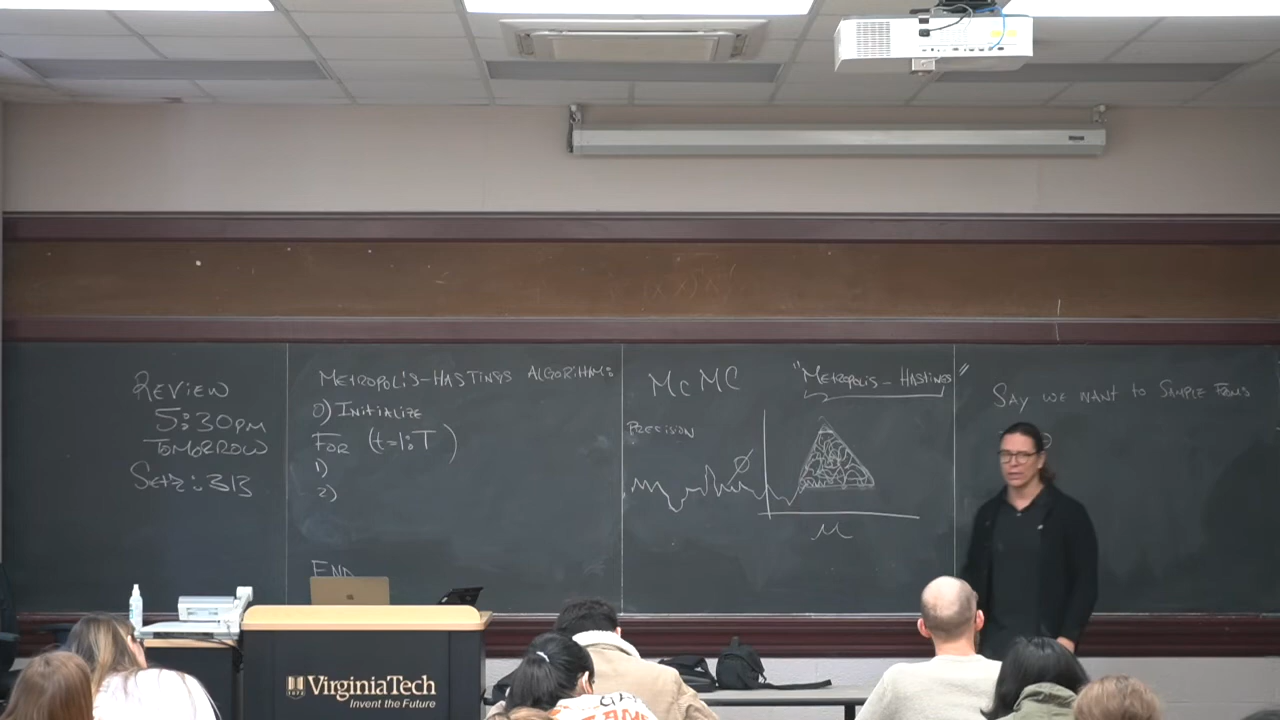 REVIEW
5:30PM
TOMORROW
Seitz: 313
METROPOLIS-HASTINGS ALGORITHM:
0) INITIALIZE
FOR (t=1:T)
1)
2)
END
MCMC
"METROPOLIS-HASTINGS"
PRECISION
μ
SAY WE WANT TO SAMPLE FROM
VirginiaTech
Invent the Future